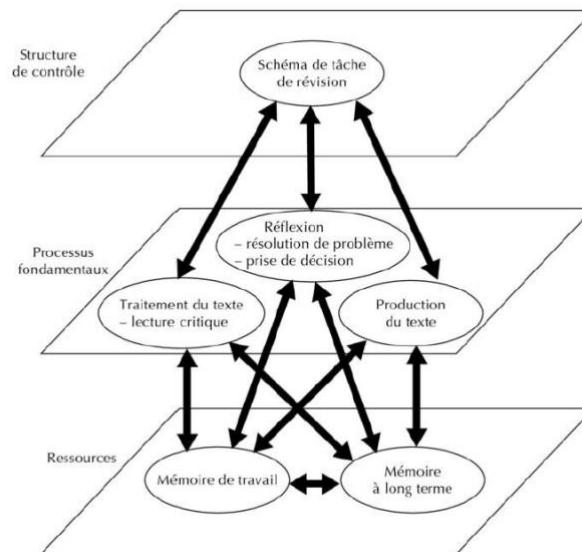 Structure
de contrôle
Schéma de tâche
de révision
Processus
fondamentaux
Réflexion
– résolution de problème
– prise de décision
Traitement du texte
– lecture critique
Production
du texte
Ressources
Mémoire de travail
Mémoire
à long terme